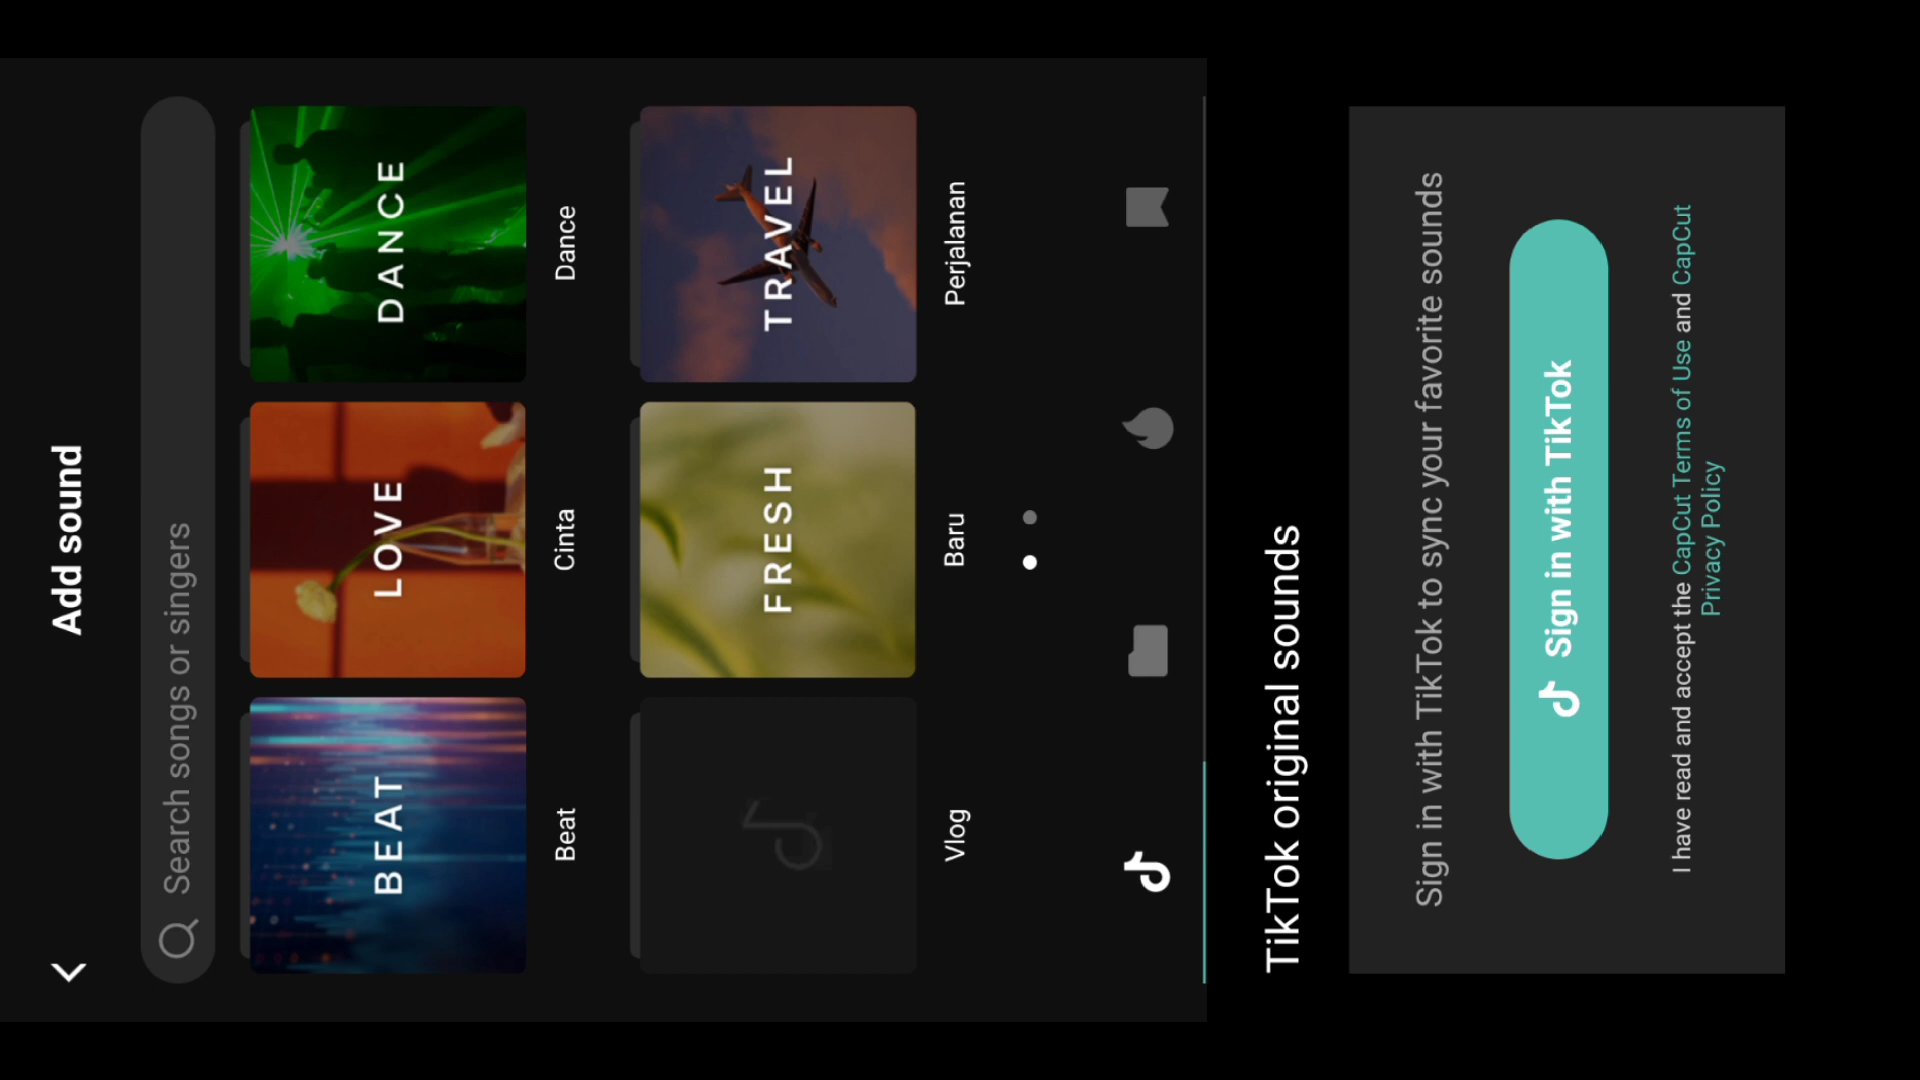 Add sound
Search songs or singers
BEAT
LOVE
DANCE
Beat
Cinta
Dance
FRESH
TRAVEL
Vlog
Baru
Perjalanan
TikTok original sounds
Sign in with TikTok to sync your favorite sounds
Sign in with TikTok
I have read and accept the CapCut Terms of Use and CapCut
Privacy Policy